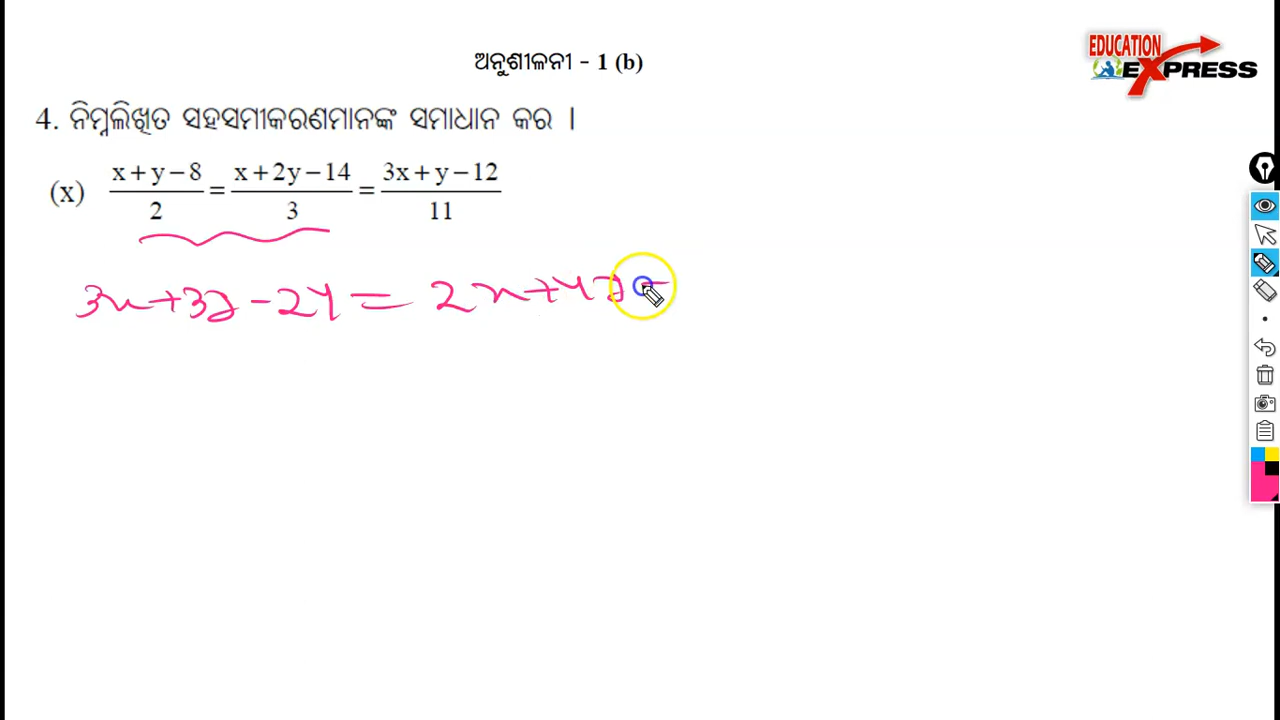 ଅନୁଶୀଳନୀ - 1 (b)
EDUCATION
EXPRESS
4. ନିମ୍ନଲିଖିତ ସହସମୀକରଣମାନଙ୍କ ସମାଧାନ କର ।
(x) (x+y−8)/2 = (x+2y−14)/3 = (3x+y−12)/11
3x+3y-24 = 2x+4y-